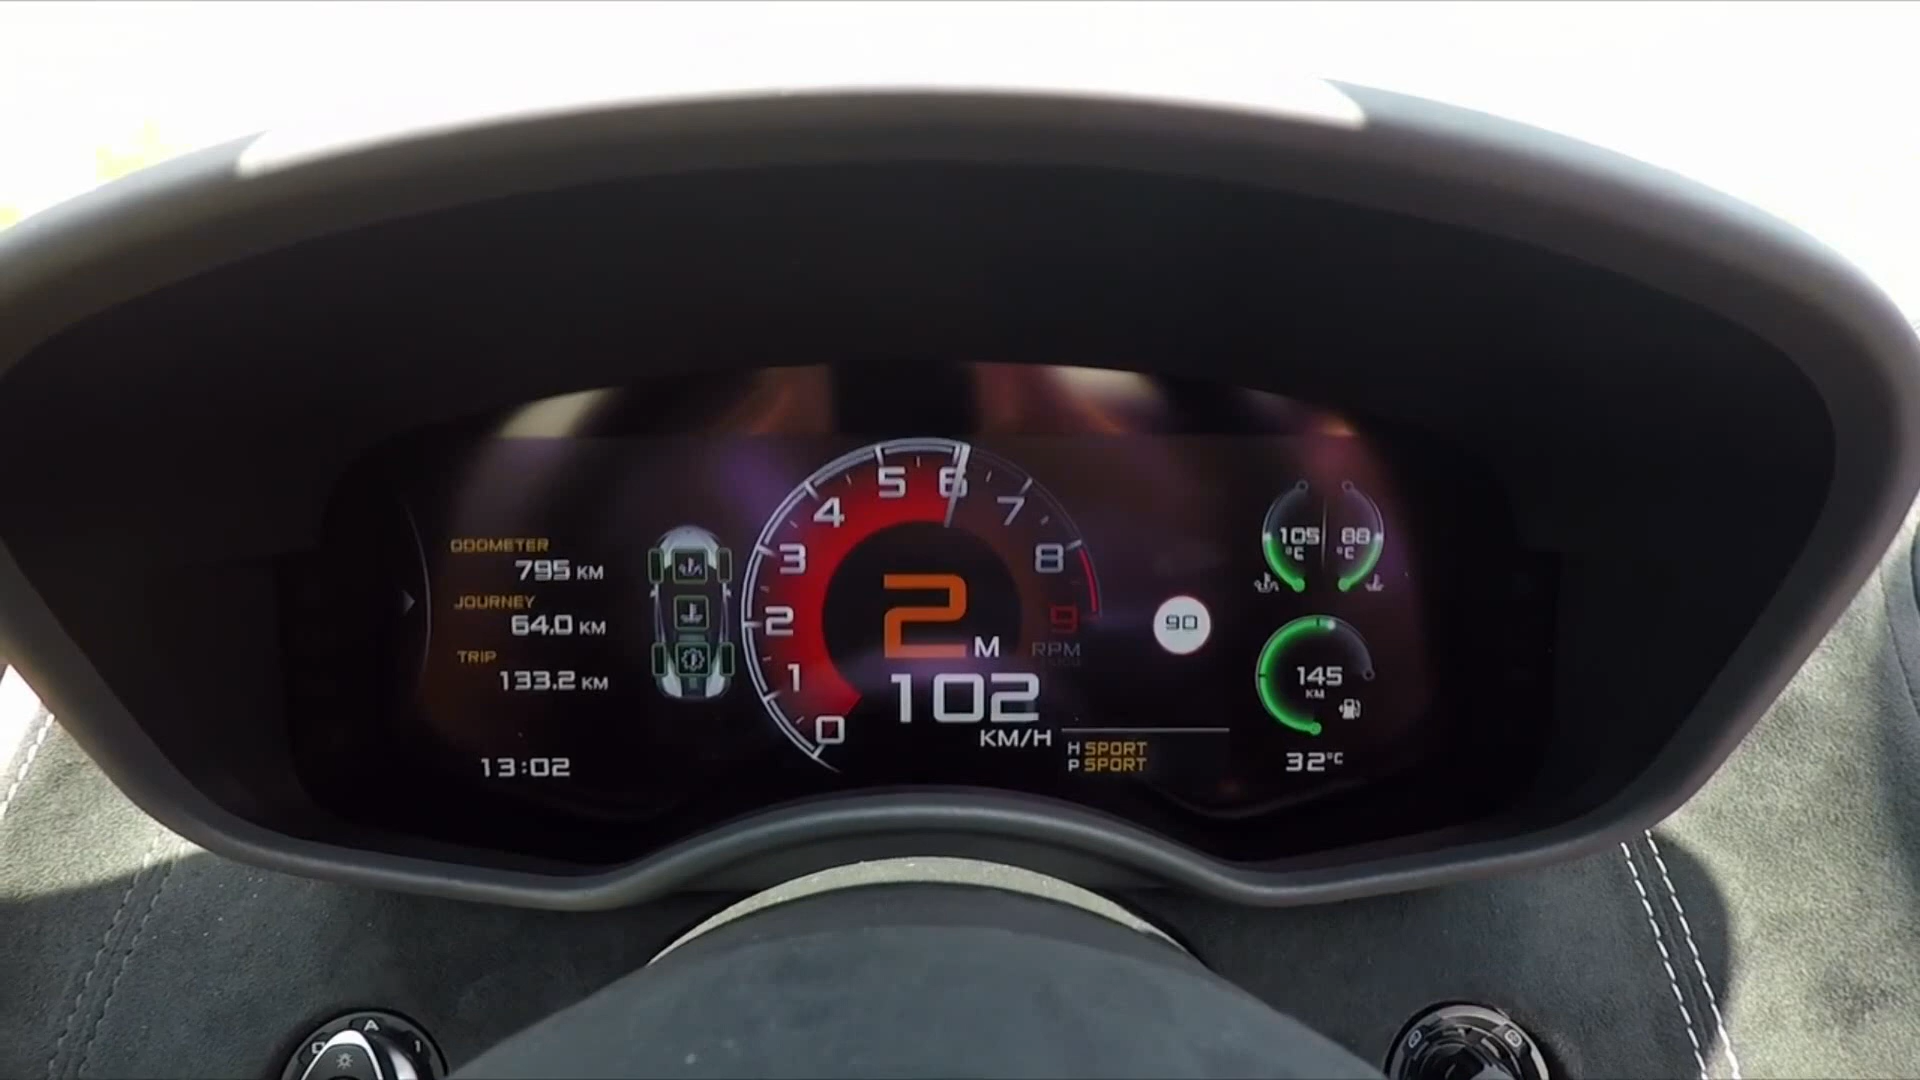 ODOMETER
795 KM
JOURNEY
64.0 KM
TRIP
133.2 KM
13:02
0
1
2
3
4
5
6
7
8
9
RPM
2 M
102
KM/H
90
H SPORT
P SPORT
105 °C
88 °C
145
KM
32°C
A